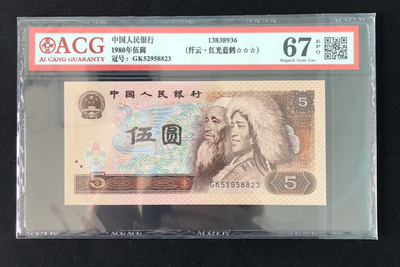 ACG
AI CANG GUARANTY
中国人民银行
1980年伍圆
冠号: GK52958823
13838936
(纤云·红光蓝鹤☆☆☆)
67 EPQ
Superb Gem Unc
中国人民银行
伍圆
5
5
GK52958823